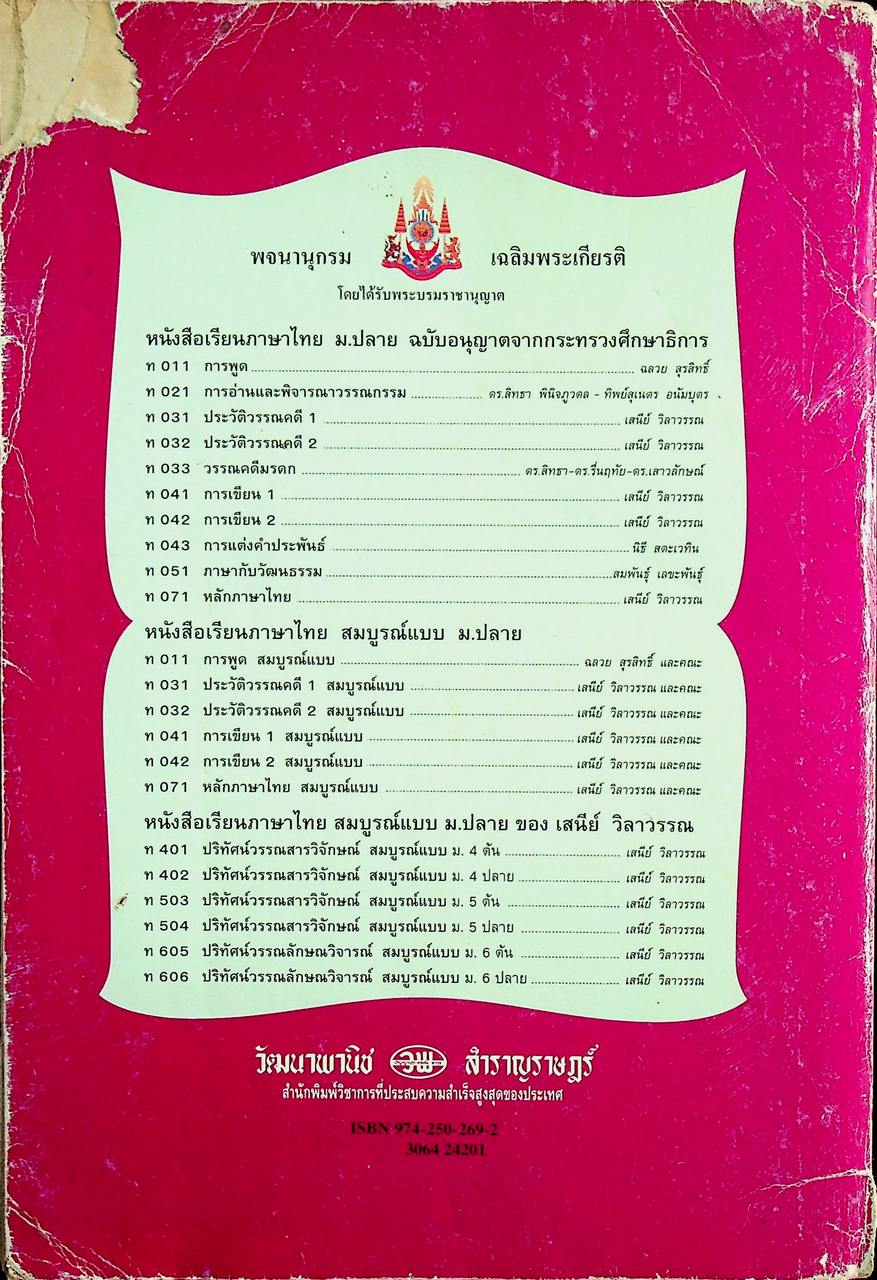 พจนานุกรม เฉลิมพระเกียรติ
โดยได้รับพระบรมราชานุญาต
หนังสือเรียนภาษาไทย ม.ปลาย ฉบับอนุญาตจากกระทรวงศึกษาธิการ
ท 011 การพูด ฉลวย สุรสิทธิ์
ท 021 การอ่านและพิจารณาวรรณกรรม ดร.สิทธา พินิจภูวดล - ทิพย์สุเนตร อนัมบุตร
ท 031 ประวัติวรรณคดี 1 เสนีย์ วิลาวรรณ
ท 032 ประวัติวรรณคดี 2 เสนีย์ วิลาวรรณ
ท 033 วรรณคดีมรดก ดร.สิทธา-ดร.รื่นฤทัย-ดร.เสาวลักษณ์
ท 041 การเขียน 1 เสนีย์ วิลาวรรณ
ท 042 การเขียน 2 เสนีย์ วิลาวรรณ
ท 043 การแต่งคำประพันธ์ นิธิ สตะเวทิน
ท 051 ภาษากับวัฒนธรรม สมพันธุ์ เลขะพันธุ์
ท 071 หลักภาษาไทย เสนีย์ วิลาวรรณ
หนังสือเรียนภาษาไทย สมบูรณ์แบบ ม.ปลาย
ท 011 การพูด สมบูรณ์แบบ ฉลวย สุรสิทธิ์ และคณะ
ท 031 ประวัติวรรณคดี 1 สมบูรณ์แบบ เสนีย์ วิลาวรรณ และคณะ
ท 032 ประวัติวรรณคดี 2 สมบูรณ์แบบ เสนีย์ วิลาวรรณ และคณะ
ท 041 การเขียน 1 สมบูรณ์แบบ เสนีย์ วิลาวรรณ และคณะ
ท 042 การเขียน 2 สมบูรณ์แบบ เสนีย์ วิลาวรรณ และคณะ
ท 071 หลักภาษาไทย สมบูรณ์แบบ เสนีย์ วิลาวรรณ และคณะ
หนังสือเรียนภาษาไทย สมบูรณ์แบบ ม.ปลาย ของ เสนีย์ วิลาวรรณ
ท 401 ปริทัศน์วรรณสารวิจักษณ์ สมบูรณ์แบบ ม. 4 ต้น เสนีย์ วิลาวรรณ
ท 402 ปริทัศน์วรรณสารวิจักษณ์ สมบูรณ์แบบ ม. 4 ปลาย เสนีย์ วิลาวรรณ
ท 503 ปริทัศน์วรรณสารวิจักษณ์ สมบูรณ์แบบ ม. 5 ต้น เสนีย์ วิลาวรรณ
ท 504 ปริทัศน์วรรณสารวิจักษณ์ สมบูรณ์แบบ ม. 5 ปลาย เสนีย์ วิลาวรรณ
ท 605 ปริทัศน์วรรณลักษณวิจารณ์ สมบูรณ์แบบ ม. 6 ต้น เสนีย์ วิลาวรรณ
ท 606 ปริทัศน์วรรณลักษณวิจารณ์ สมบูรณ์แบบ ม. 6 ปลาย เสนีย์ วิลาวรรณ
วัฒนาพานิช วพ สำราญราษฎร์
สำนักพิมพ์วิชาการที่ประสบความสำเร็จสูงสุดของประเทศ
ISBN 974-250-269-2
3064 24201